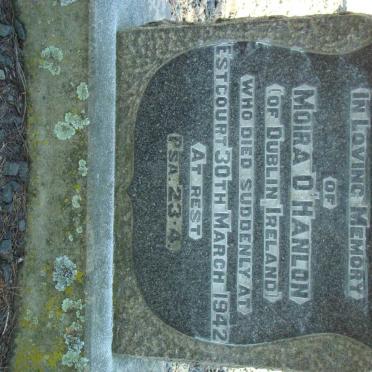 IN LOVING MEMORY
OF
MOIRA O'HANLON
(OF DUBLIN IRELAND)
WHO DIED SUDDENLY AT
ESTCOURT 30TH MARCH 1942
AT REST
PSA. 23·4.